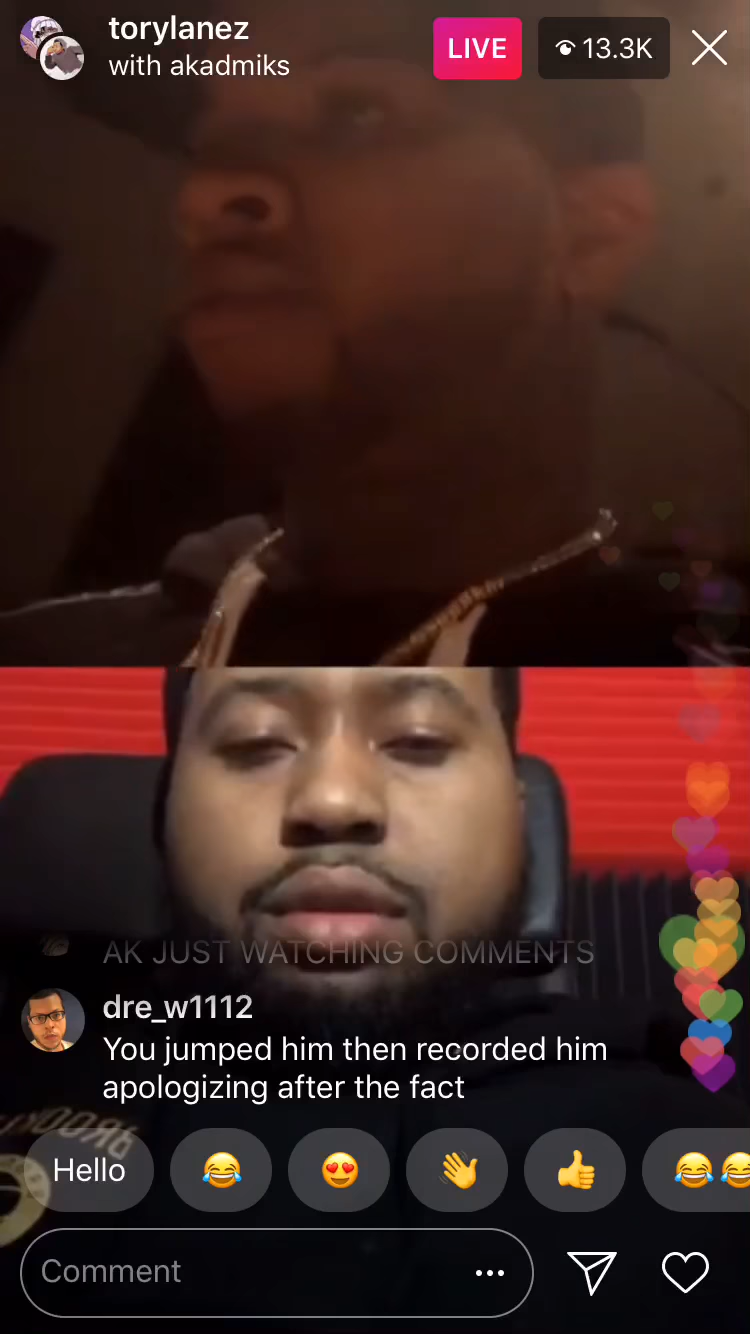 torylanez
with akadmiks
LIVE
13.3K
AK JUST WATCHING COMMENTS
dre_w1112
You jumped him then recorded him
apologizing after the fact
Hello
Comment